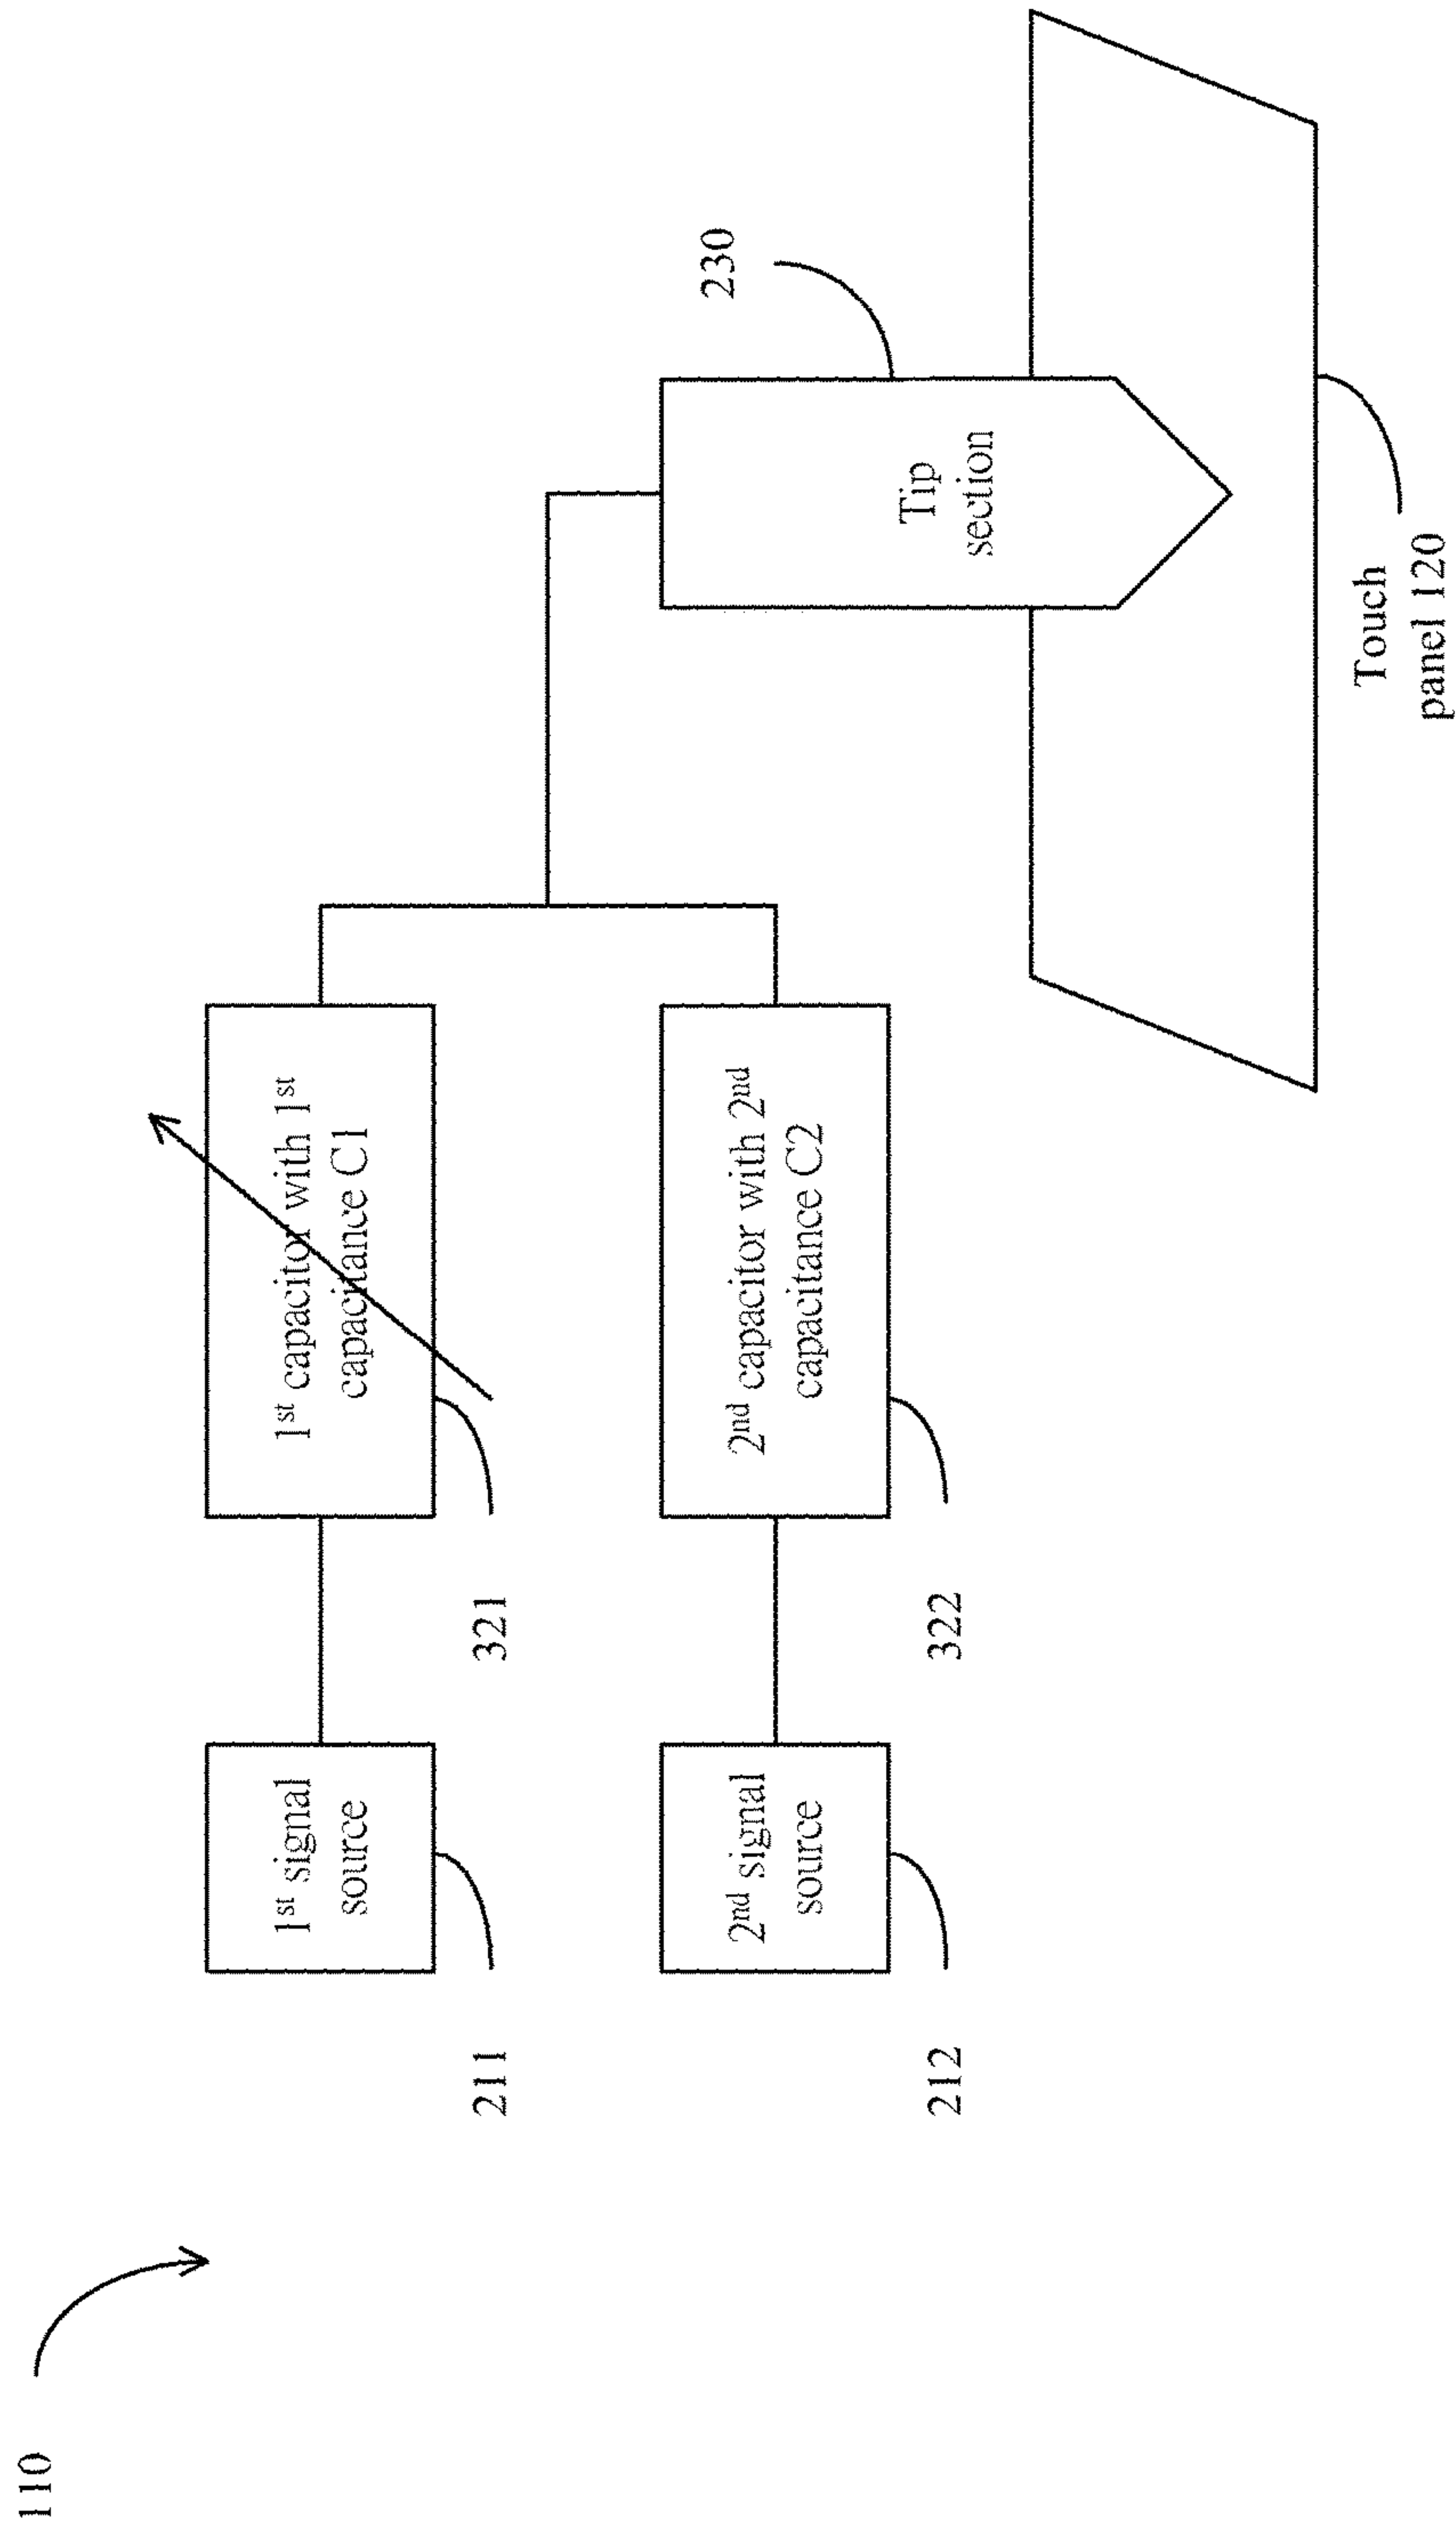 110
1st signal
source
211
1st capacitor with 1st
capacitance C1
321
2nd signal
source
212
2nd capacitor with 2nd
capacitance C2
322
230
Tip
section
Touch
panel 120